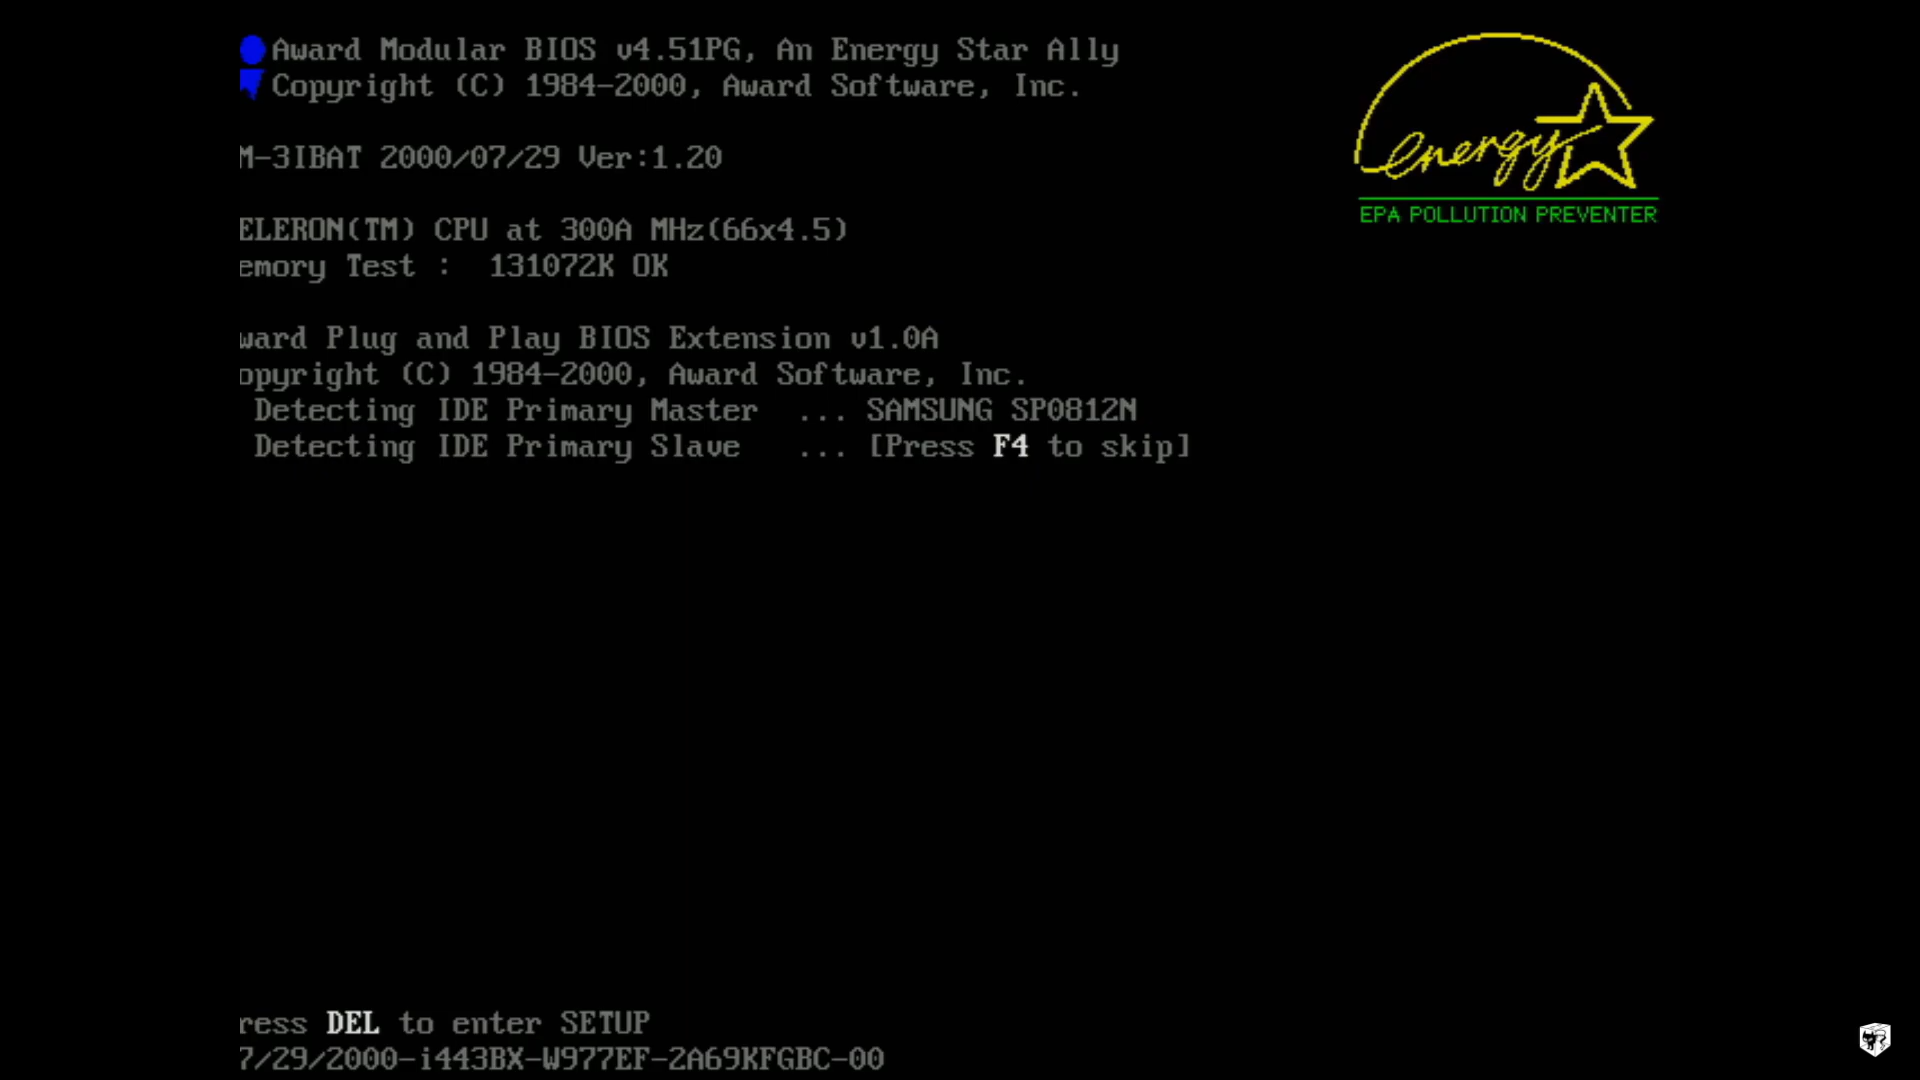 Award Modular BIOS v4.51PG, An Energy Star Ally
Copyright (C) 1984-2000, Award Software, Inc.
energy
EPA POLLUTION PREVENTER
M-3IBAT 2000/07/29 Ver:1.20
ELERON(TM) CPU at 300A MHz(66x4.5)
emory Test :  131072K OK
ward Plug and Play BIOS Extension v1.0A
opyright (C) 1984-2000, Award Software, Inc.
Detecting IDE Primary Master  ... SAMSUNG SP0812N
Detecting IDE Primary Slave   ... [Press F4 to skip]
ress DEL to enter SETUP
7/29/2000-i443BX-W977EF-2A69KFGBC-00